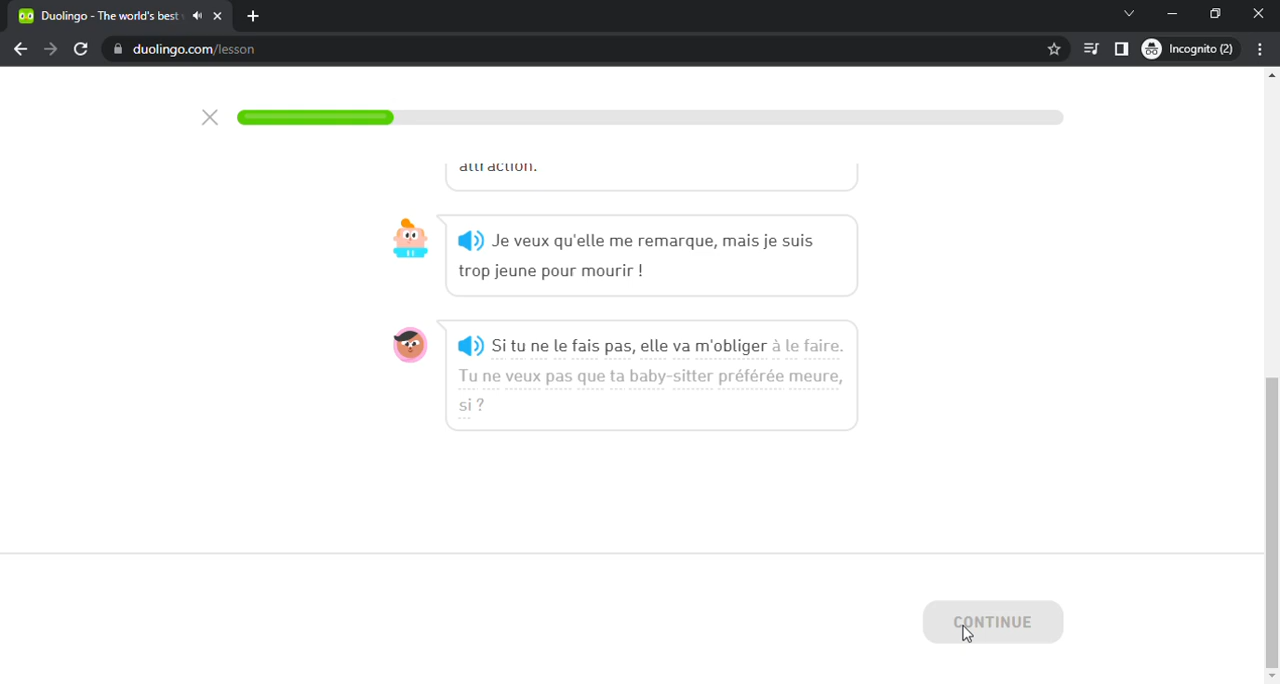 Duolingo - The world's best
duolingo.com/lesson
Incognito (2)
attraction.
Je veux qu'elle me remarque, mais je suis
trop jeune pour mourir !
Si tu ne le fais pas, elle va m'obliger à le faire.
Tu ne veux pas que ta baby-sitter préférée meure,
si ?
CONTINUE